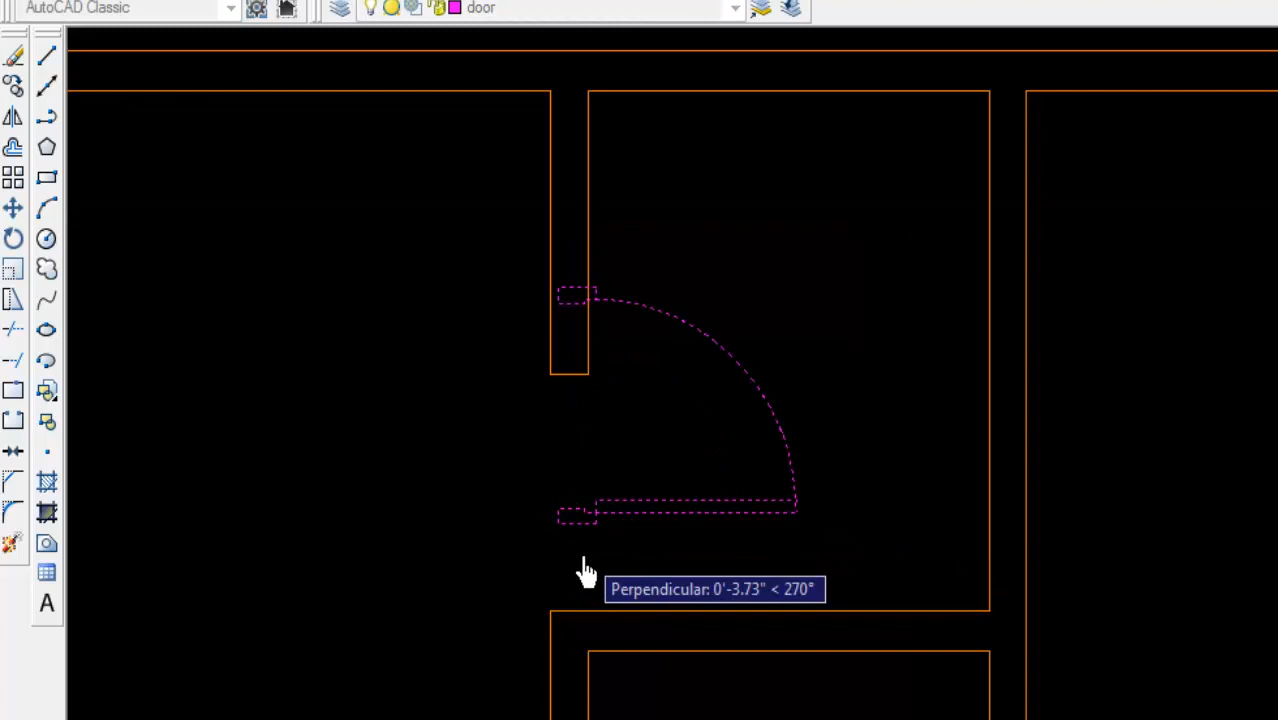 AutoCAD Classic
door
Perpendicular: 0'-3.73" < 270°
A